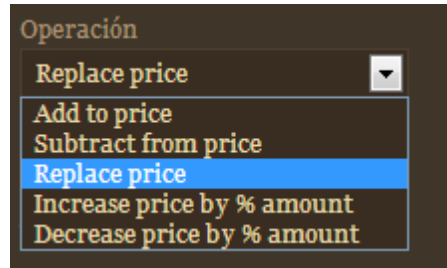 Operación
Replace price
Add to price
Subtract from price
Replace price
Increase price by % amount
Decrease price by % amount